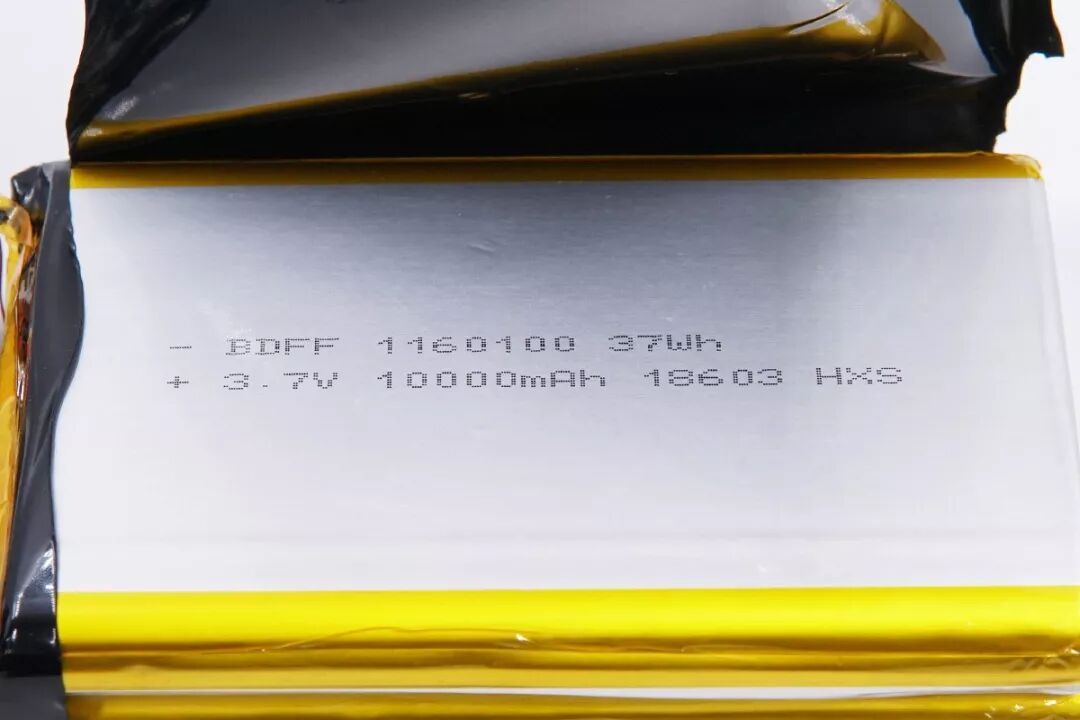 - BDFF 1160100 37Wh
+ 3.7V 10000mAh 18603 HXS